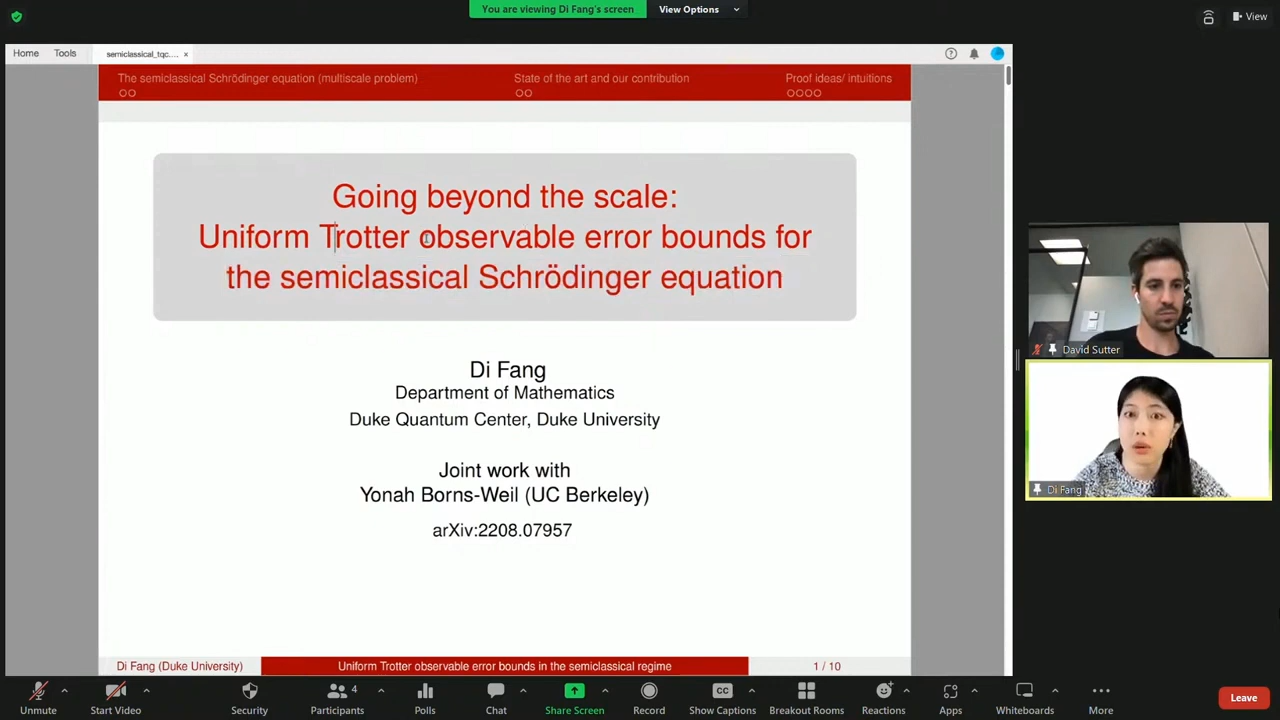 You are viewing Di Fang's screen
View Options
View
Home
Tools
semiclassical_tqc.... ×
The semiclassical Schrödinger equation (multiscale problem)
State of the art and our contribution
Proof ideas/ intuitions
Going beyond the scale:
Uniform Trotter observable error bounds for
the semiclassical Schrödinger equation
Di Fang
Department of Mathematics
Duke Quantum Center, Duke University
Joint work with
Yonah Borns-Weil (UC Berkeley)
arXiv:2208.07957
Di Fang (Duke University)
Uniform Trotter observable error bounds in the semiclassical regime
1 / 10
David Sutter
Di Fang
Unmute
Start Video
Security
4
Participants
Polls
Chat
Share Screen
Record
CC
Show Captions
Breakout Rooms
Reactions
Apps
Whiteboards
More
Leave